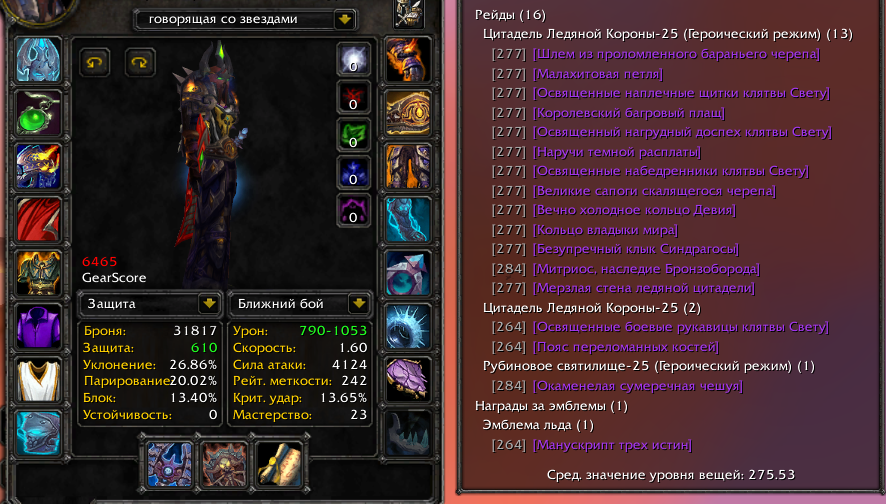 говорящая со звездами
0
0
0
0
0
6465
GearScore
Защита
Ближний бой
Броня: 31817
Защита: 610
Уклонение: 26.86%
Парирование: 20.02%
Блок: 13.40%
Устойчивость: 0
Урон: 790-1053
Скорость: 1.60
Сила атаки: 4124
Рейт. меткости: 242
Крит. удар: 13.65%
Мастерство: 23
Рейды (16)
Цитадель Ледяной Короны-25 (Героический режим) (13)
[277] [Шлем из проломленного бараньего черепа]
[277] [Малахитовая петля]
[277] [Освященные наплечные щитки клятвы Свету]
[277] [Королевский багровый плащ]
[277] [Освященный нагрудный доспех клятвы Свету]
[277] [Наручи темной расплаты]
[277] [Освященные набедренники клятвы Свету]
[277] [Великие сапоги скалящегося черепа]
[277] [Вечно холодное кольцо Девия]
[277] [Кольцо владыки мира]
[277] [Безупречный клык Синдрагосы]
[284] [Митриос, наследие Бронзоборода]
[277] [Мерзлая стена ледяной цитадели]
Цитадель Ледяной Короны-25 (2)
[264] [Освященные боевые рукавицы клятвы Свету]
[264] [Пояс переломанных костей]
Рубиновое святилище-25 (Героический режим) (1)
[284] [Окаменелая сумеречная чешуя]
Награды за эмблемы (1)
Эмблема льда (1)
[264] [Манускрипт трех истин]
Сред. значение уровня вещей: 275.53